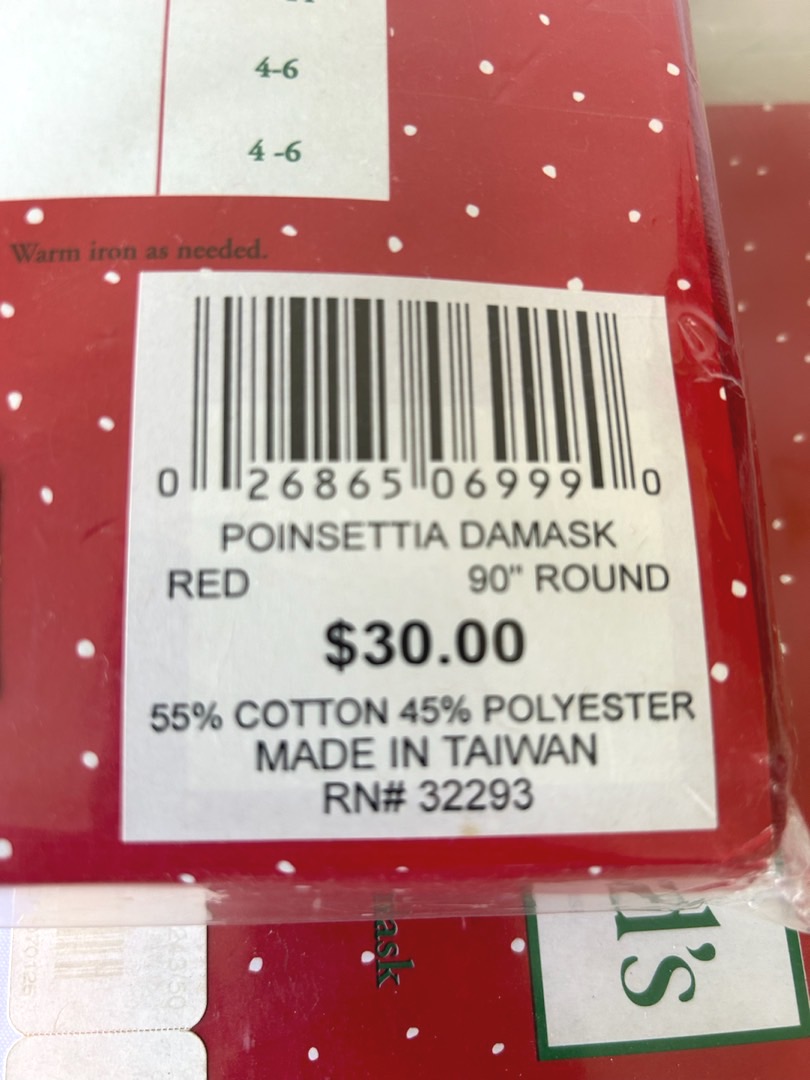 4-6
4 -6
Warm iron as needed.
0 26865 06999 0
POINSETTIA DAMASK
RED 90" ROUND
$30.00
55% COTTON 45% POLYESTER
MADE IN TAIWAN
RN# 32293